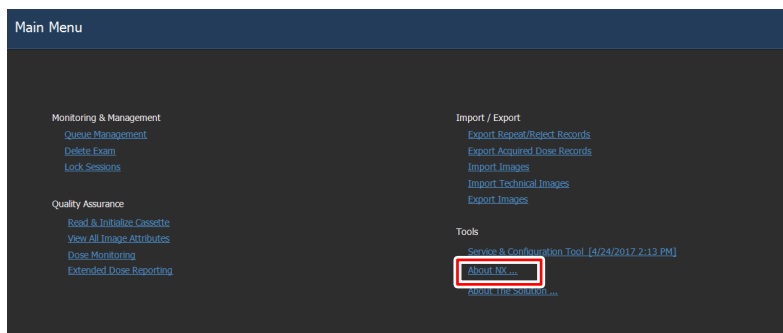 Main Menu
Monitoring & Management
Queue Management
Delete Exam
Lock Sessions
Quality Assurance
Read & Initialize Cassette
View All Image Attributes
Dose Monitoring
Extended Dose Reporting
Import / Export
Export Repeat/Reject Records
Export Acquired Dose Records
Import Images
Import Technical Images
Export Images
Tools
Service & Configuration Tool [4/24/2017 2:13 PM]
About NX ...
About The Solution ...